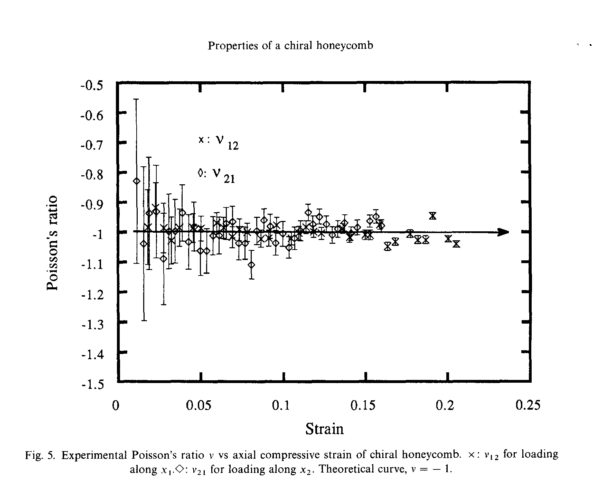 Properties of a chiral honeycomb
-0.5
-0.6
-0.7
×: ν12
-0.8
◊: ν21
-0.9
-1
-1.1
-1.2
-1.3
-1.4
-1.5
Poisson's ratio
0 0.05 0.1 0.15 0.2 0.25
Strain
Fig. 5. Experimental Poisson's ratio ν vs axial compressive strain of chiral honeycomb. ×: ν12 for loading
along x1. ◇: ν21 for loading along x2. Theoretical curve, ν = − 1.